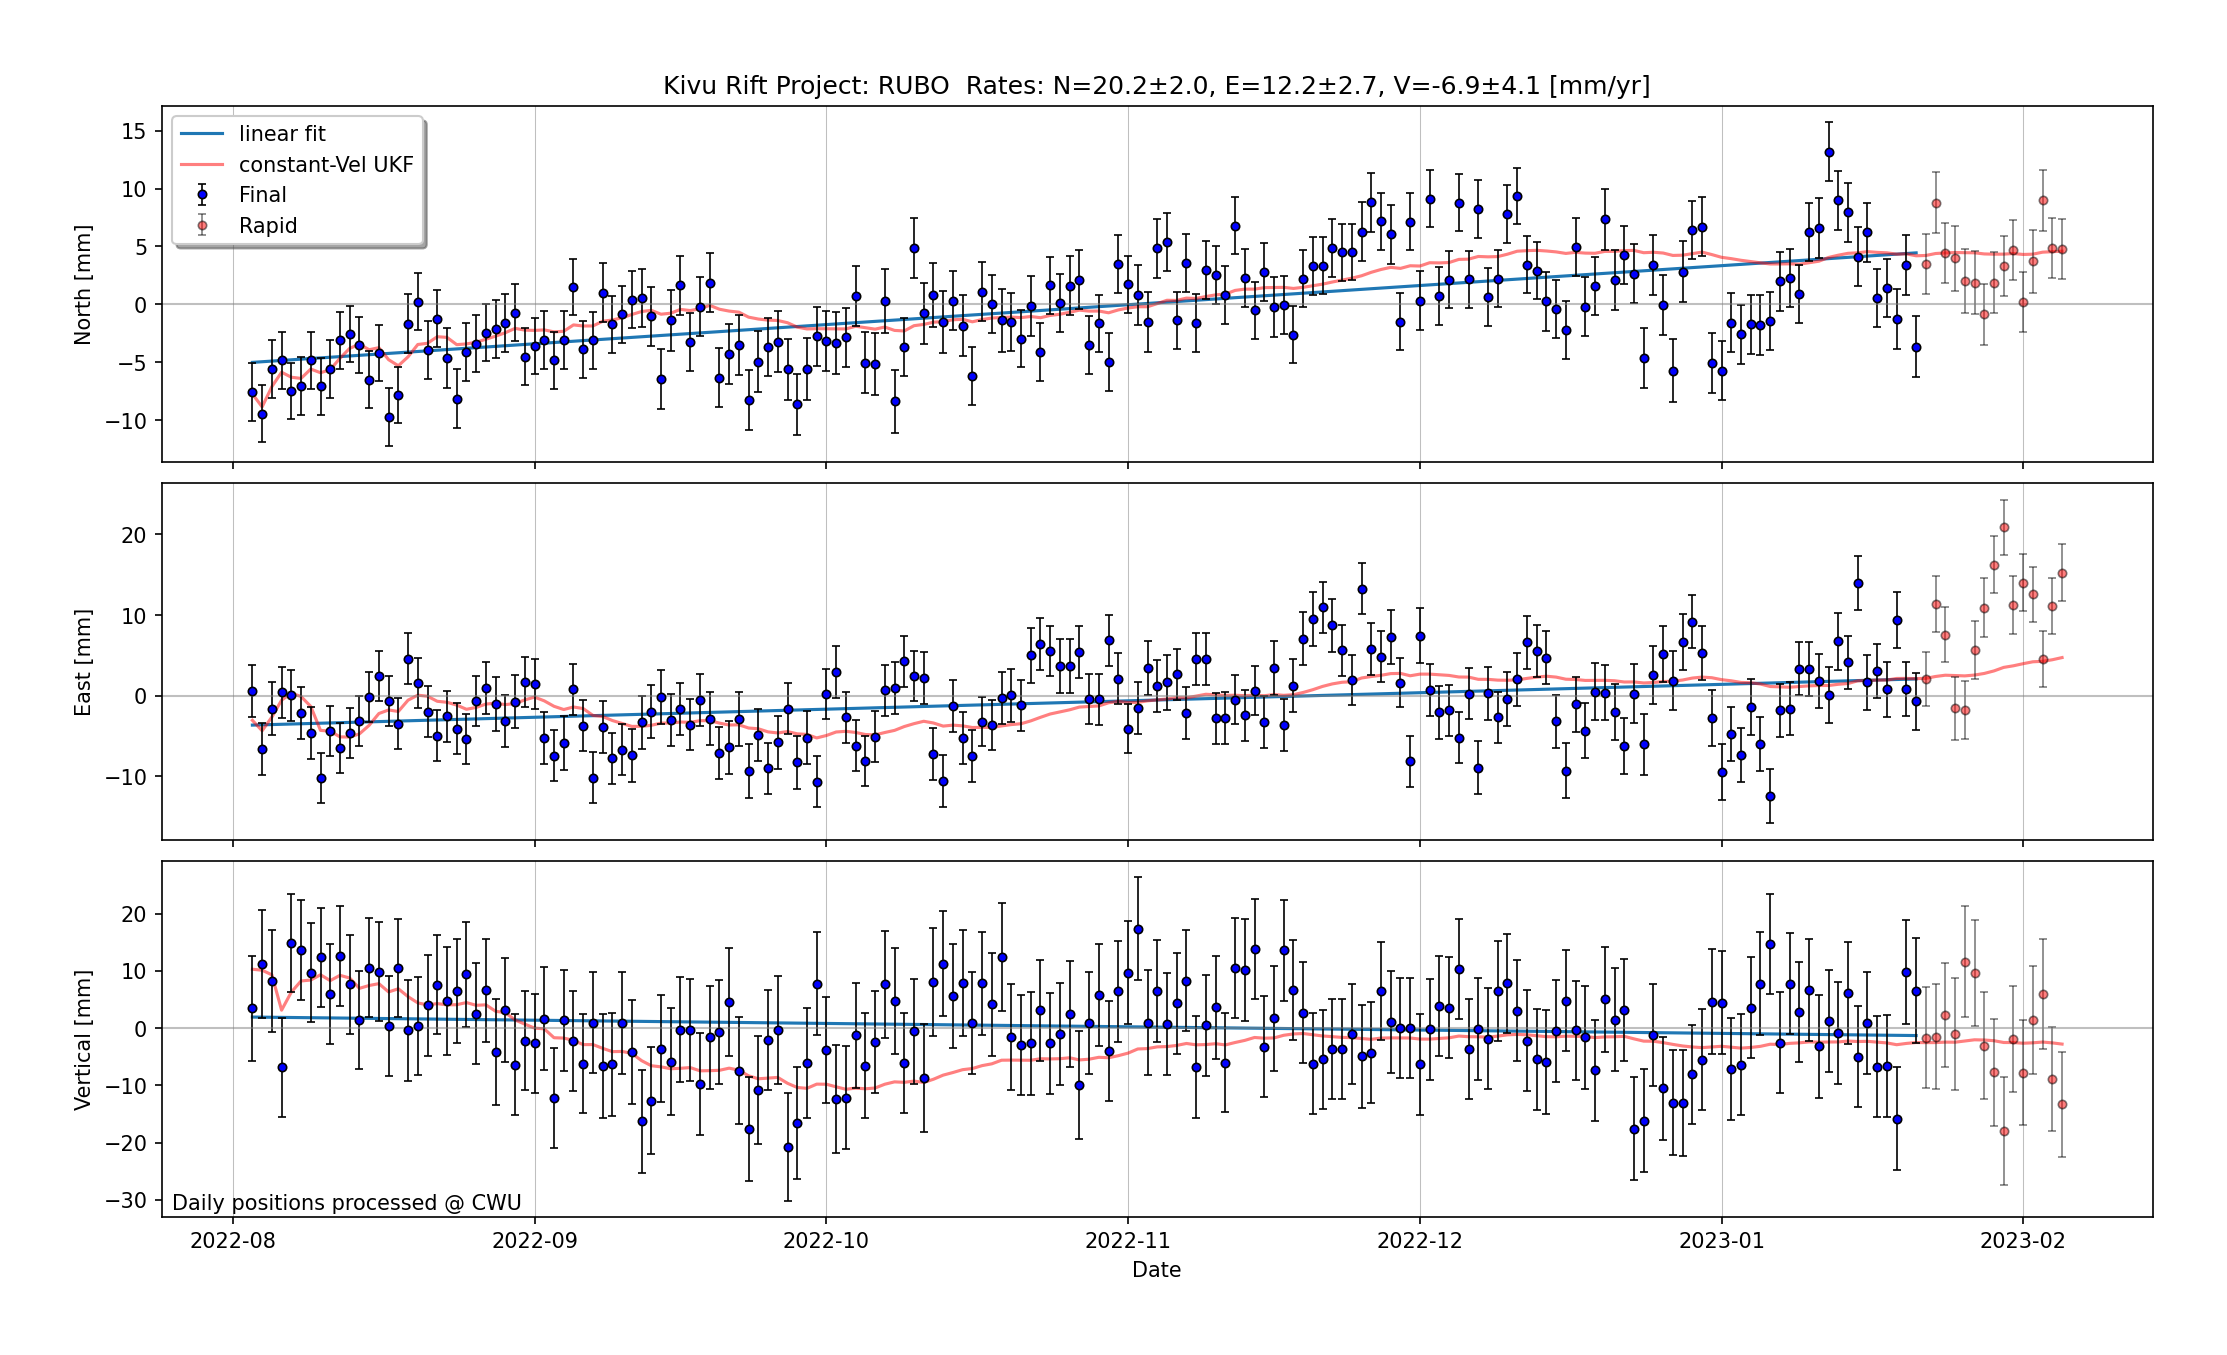 Kivu Rift Project: RUBO  Rates: N=20.2±2.0, E=12.2±2.7, V=-6.9±4.1 [mm/yr]
linear fit
constant-Vel UKF
Final
Rapid
North [mm]
15
10
5
0
−5
−10
East [mm]
20
10
0
−10
Vertical [mm]
20
10
0
−10
−20
−30
Daily positions processed @ CWU
2022-08 2022-09 2022-10 2022-11 2022-12 2023-01 2023-02
Date